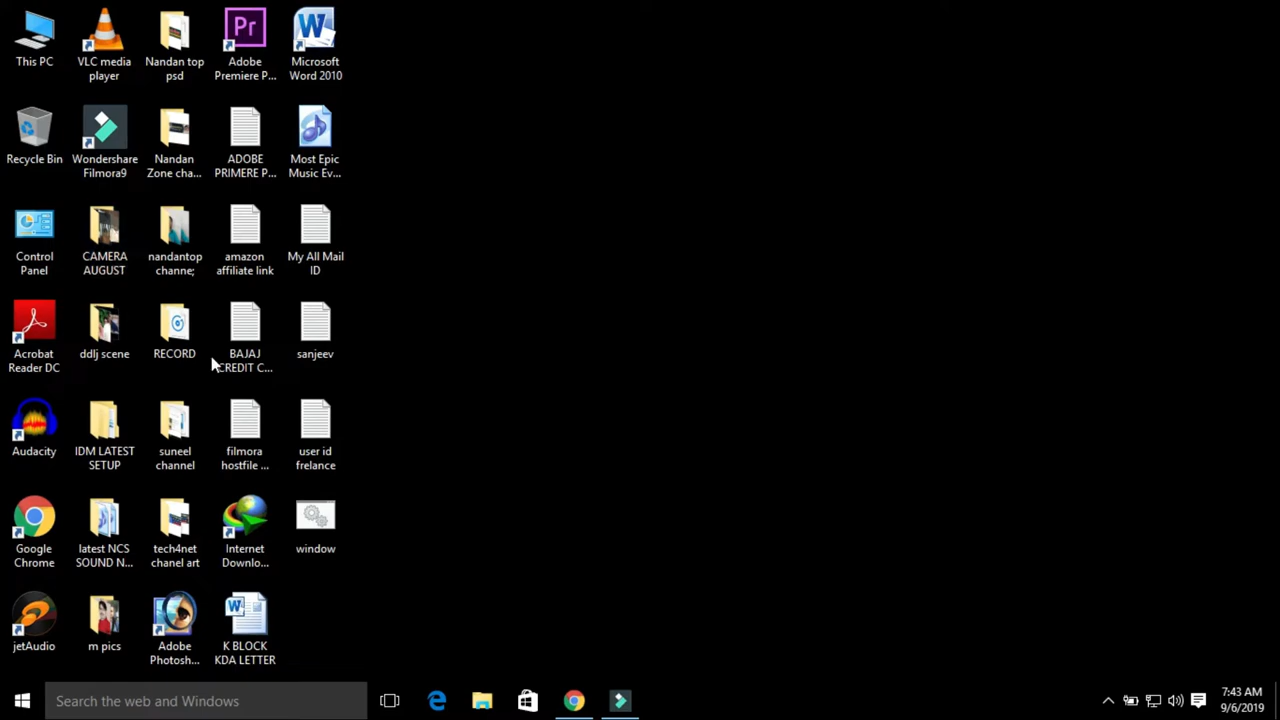 This PC
VLC media
player
Nandan top
psd
Adobe
Premiere P...
Microsoft
Word 2010
Recycle Bin
Wondershare
Filmora9
Nandan
Zone cha...
ADOBE
PRIMERE P...
Most Epic
Music Ev...
Control
Panel
CAMERA
AUGUST
nandantop
channe;
amazon
affiliate link
My All Mail
ID
Acrobat
Reader DC
ddlj scene
RECORD
BAJAJ
CREDIT C...
sanjeev
Audacity
IDM LATEST
SETUP
suneel
channel
filmora
hostfile ...
user id
frelance
Google
Chrome
latest NCS
SOUND N...
tech4net
chanel art
Internet
Downlo...
window
jetAudio
m pics
Adobe
Photosh...
K BLOCK
KDA LETTER
Search the web and Windows
7:43 AM
9/6/2019